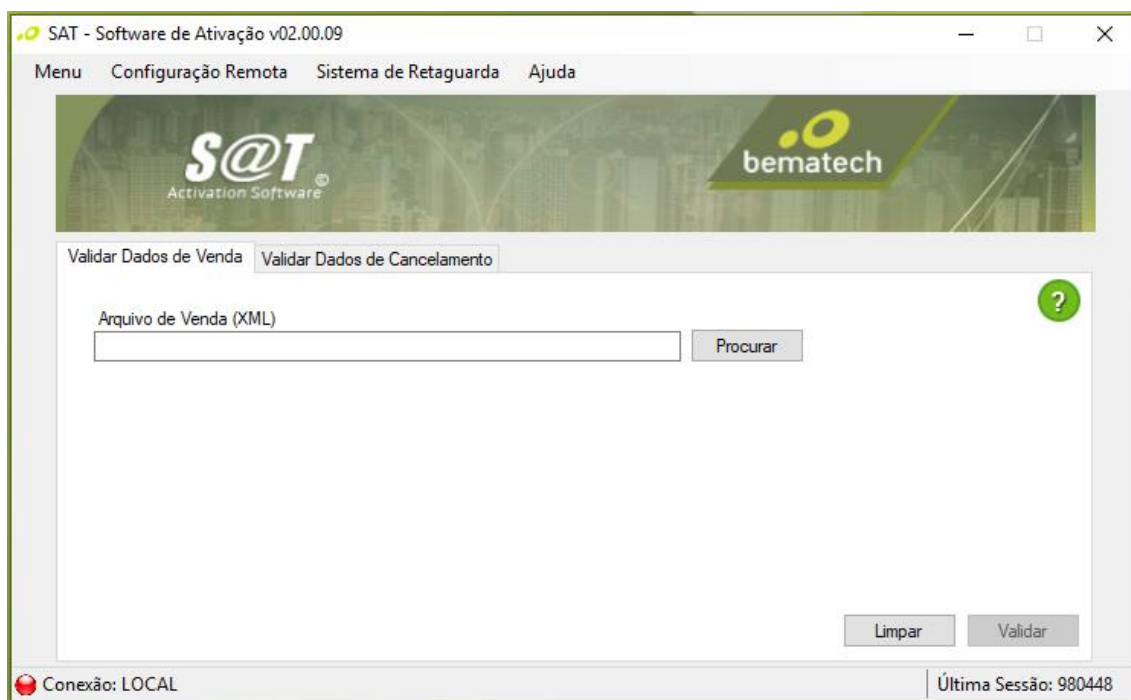 SAT - Software de Ativação v02.00.09
Menu Configuração Remota Sistema de Retaguarda Ajuda
S@T ©
Activation Software
bematech
Validar Dados de Venda Validar Dados de Cancelamento
?
Arquivo de Venda (XML)
Procurar
Limpar Validar
Conexão: LOCAL Última Sessão: 980448